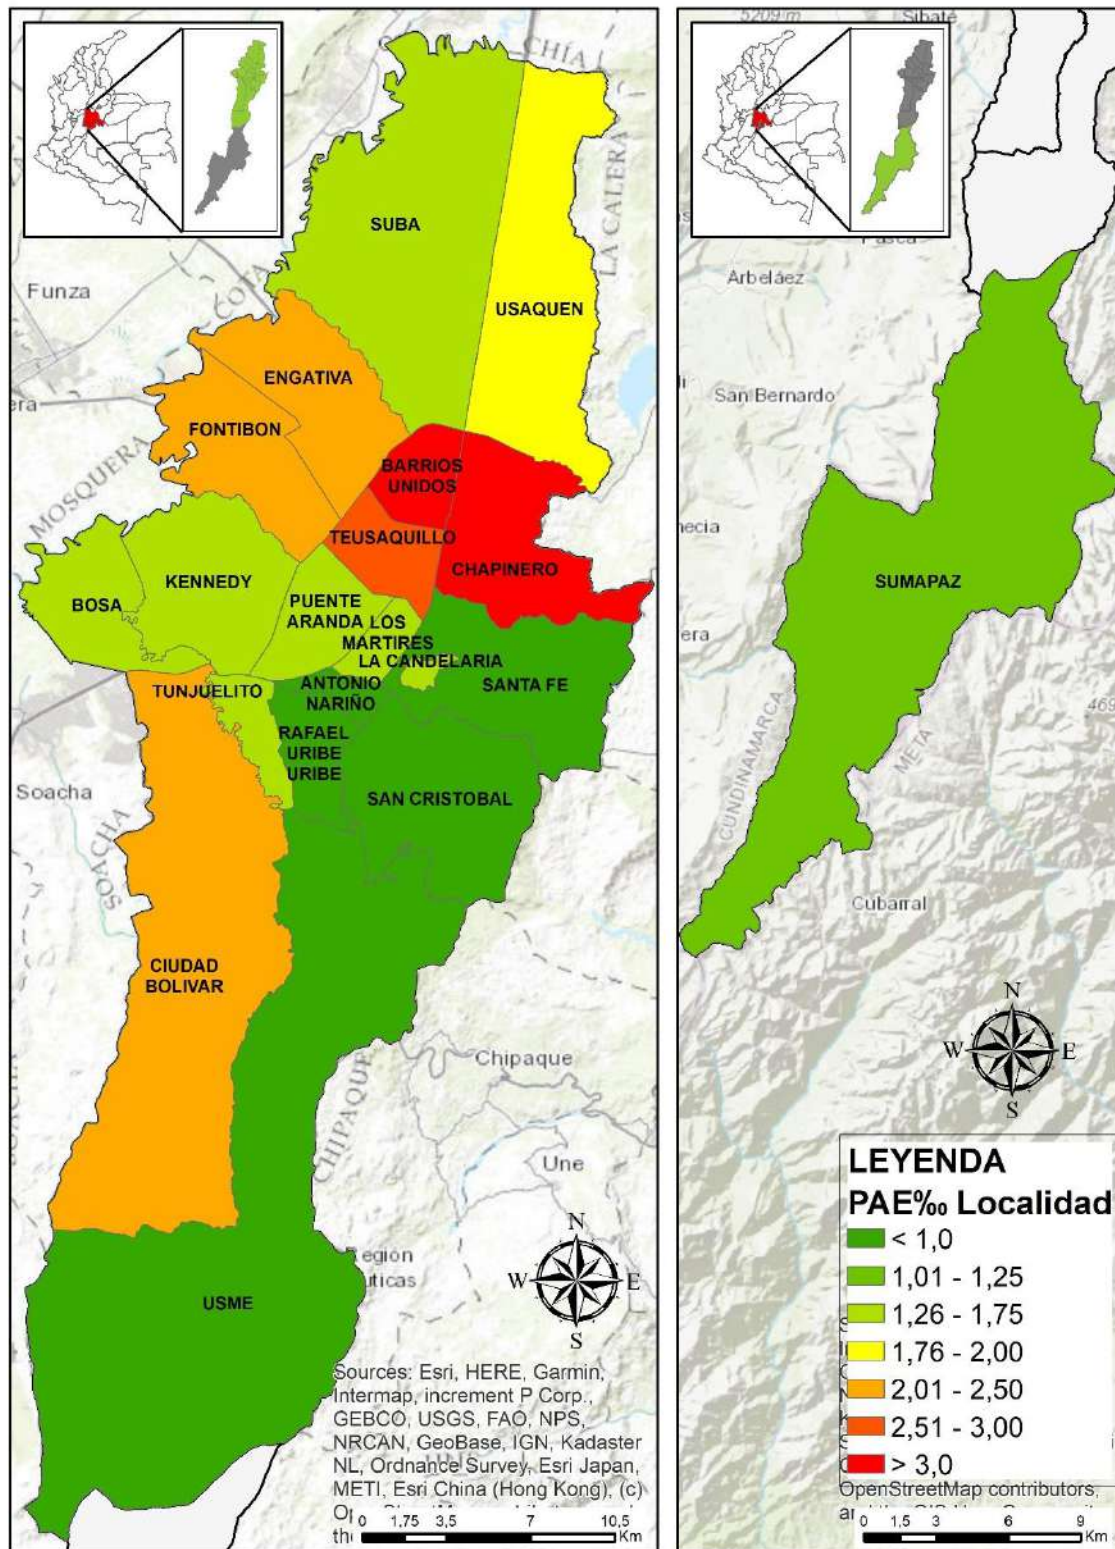 CHÍA
LA CALERA
SUBA
Funza
COTA
USAQUEN
ENGATIVA
FONTIBON
MOSQUERA
BARRIOS
UNIDOS
TEUSAQUILLO
CHAPINERO
KENNEDY
BOSA
PUENTE
ARANDA
LOS
MARTIRES
LA CANDELARIA
TUNJUELITO
ANTONIO
NARIÑO
SANTA FE
RAFAEL
URIBE
URIBE
Soacha
SOACHA
SAN CRISTOBAL
CIUDAD
BOLIVAR
CHIPAQUE
Chipaque
Une
N
W E
S
USME
Sources: Esri, HERE, Garmin,
Intermap, increment P Corp.,
GEBCO, USGS, FAO, NPS,
NRCAN, GeoBase, IGN, Kadaster
NL, Ordnance Survey, Esri Japan,
METI, Esri China (Hong Kong), (c)
0 1,75 3,5 7 10,5
Km
5209 m
Sibaté
Pasca
Arbeláez
San Bernardo
SUMAPAZ
CUNDINAMARCA
META
Cubarral
N
W E
S
LEYENDA
PAE‰ Localidad
< 1,0
1,01 - 1,25
1,26 - 1,75
1,76 - 2,00
2,01 - 2,50
2,51 - 3,00
> 3,0
OpenStreetMap contributors,
0 1,5 3 6 9
Km